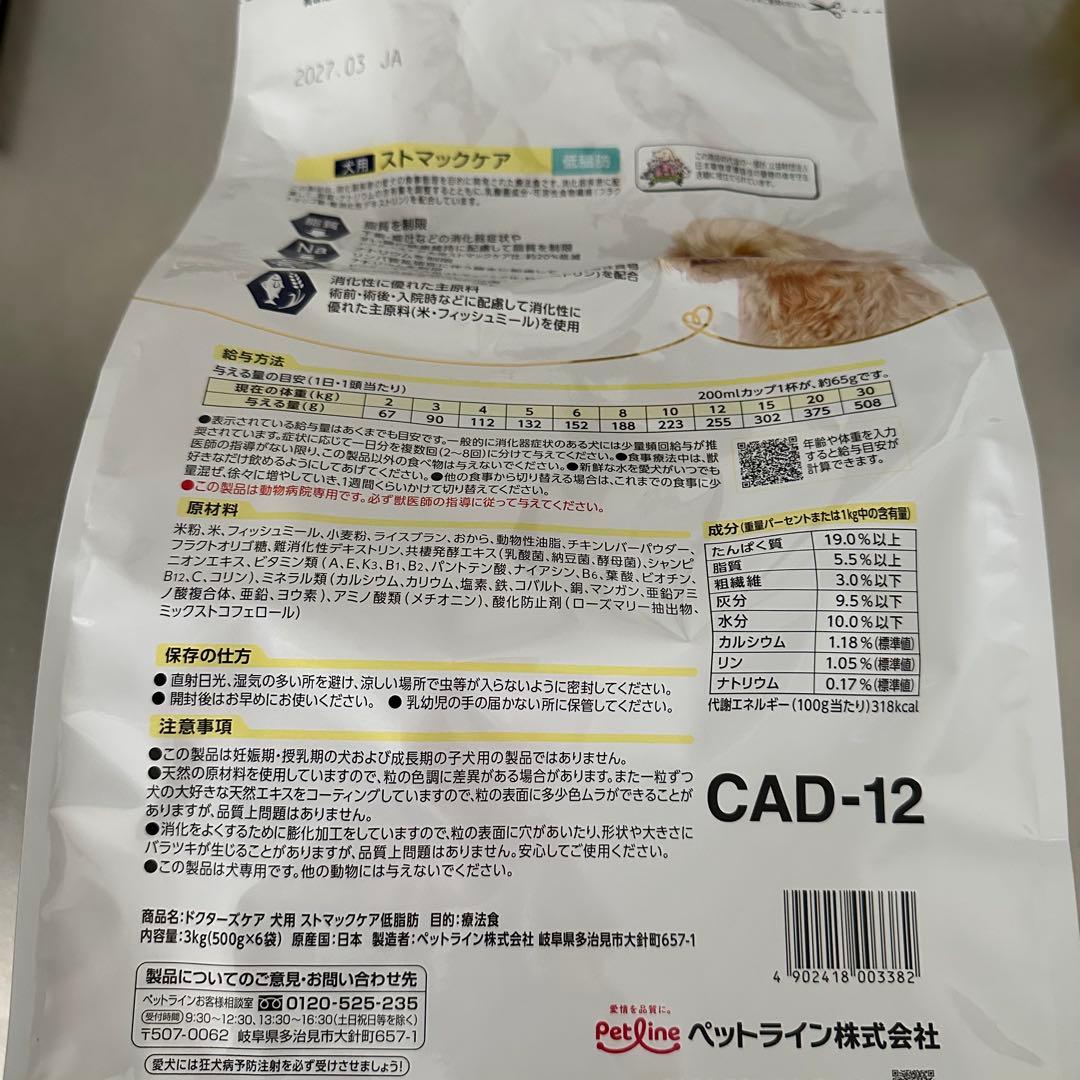 2027.03 JA
犬用 ストマックケア 低脂肪
脂質
脂質を制限
Na
消化性に優れた主原料
術前・術後・入院時などに配慮して消化性に
優れた主原料(米・フィッシュミール)を使用
給与方法
与える量の目安(1日・1頭当たり) 200mlカップ1杯が、約65gです。
現在の体重(kg) 2 3 4 5 6 8 10 12 15 20 30
与える量(g) 67 90 112 132 152 188 223 255 302 375 508
●表示されている給与量はあくまでも目安です。一般的に消化器症状のある犬には少量頻回給与が推
奨されています。症状に応じて一日分を複数回(2~8回)に分けて与えてください。●食事療法中は、獣
医師の指導がない限り、この製品以外の食べ物は与えないでください。●新鮮な水を愛犬がいつでも
好きなだけ飲めるようにしてあげてください。●他の食事から切り替える場合は、これまでの食事に少
量混ぜ、徐々に増やしていき、1週間くらいかけて切り替えてください。
●この製品は動物病院専用です。必ず獣医師の指導に従って与えてください。
年齢や体重を入力
すると給与目安が
計算できます。
原材料
米粉、米、フィッシュミール、小麦粉、ライスブラン、おから、動物性油脂、チキンレバーパウダー、
フラクトオリゴ糖、難消化性デキストリン、共棲発酵エキス(乳酸菌、納豆菌、酵母菌)、シャンピ
ニオンエキス、ビタミン類(A、E、K3、B1、B2、パントテン酸、ナイアシン、B6、葉酸、ビオチン、
B12、C、コリン)、ミネラル類(カルシウム、カリウム、塩素、鉄、コバルト、銅、マンガン、亜鉛アミ
ノ酸複合体、亜鉛、ヨウ素)、アミノ酸類(メチオニン)、酸化防止剤(ローズマリー抽出物、
ミックストコフェロール)
成分(重量パーセントまたは1kg中の含有量)
たんぱく質 19.0%以上
脂質 5.5%以上
粗繊維 3.0%以下
灰分 9.5%以下
水分 10.0%以下
カルシウム 1.18%(標準値)
リン 1.05%(標準値)
ナトリウム 0.17%(標準値)
代謝エネルギー(100g当たり)318kcal
保存の仕方
●直射日光、湿気の多い所を避け、涼しい場所で虫等が入らないように密封してください。
●開封後はお早めにお使いください。 ●乳幼児の手の届かない所に保管してください。
注意事項
●この製品は妊娠期・授乳期の犬および成長期の子犬用の製品ではありません。
●天然の原材料を使用していますので、粒の色調に差異がある場合があります。また一粒ずつ
犬の大好きな天然エキスをコーティングしていますので、粒の表面に多少色ムラができることが
ありますが、品質上問題はありません。
●消化をよくするために膨化加工をしていますので、粒の表面に穴があいたり、形状や大きさに
バラツキが生じることがありますが、品質上問題はありません。安心してご使用ください。
●この製品は犬専用です。他の動物には与えないでください。
CAD-12
商品名:ドクターズケア 犬用 ストマックケア低脂肪 目的:療法食
内容量:3kg(500g×6袋) 原産国:日本 製造者:ペットライン株式会社 岐阜県多治見市大針町657-1
4 902418 003382
製品についてのご意見・お問い合わせ先
ペットラインお客様相談室 0120-525-235
受付時間 9:30~12:30、13:30~16:30(土日祝日等を除く)
〒507-0062 岐阜県多治見市大針町657-1
愛犬には狂犬病予防注射を必ず受けさせましょう!
愛情を品質に。
Petline ペットライン株式会社